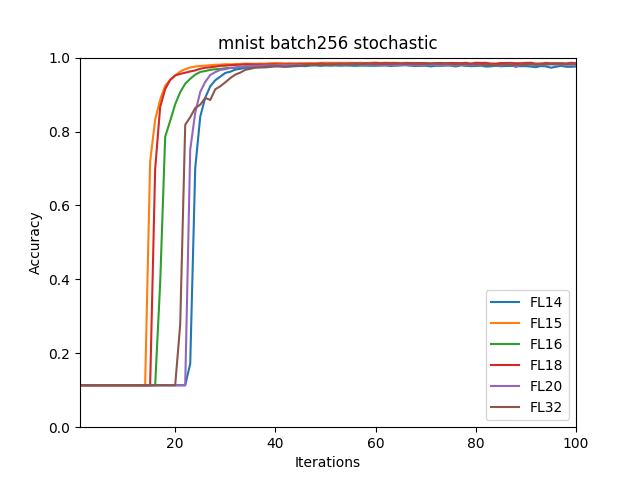 mnist batch256 stochastic
1.0
0.8
0.6
0.4
0.2
0.0
Accuracy
20 40 60 80 100
Iterations
FL14
FL15
FL16
FL18
FL20
FL32